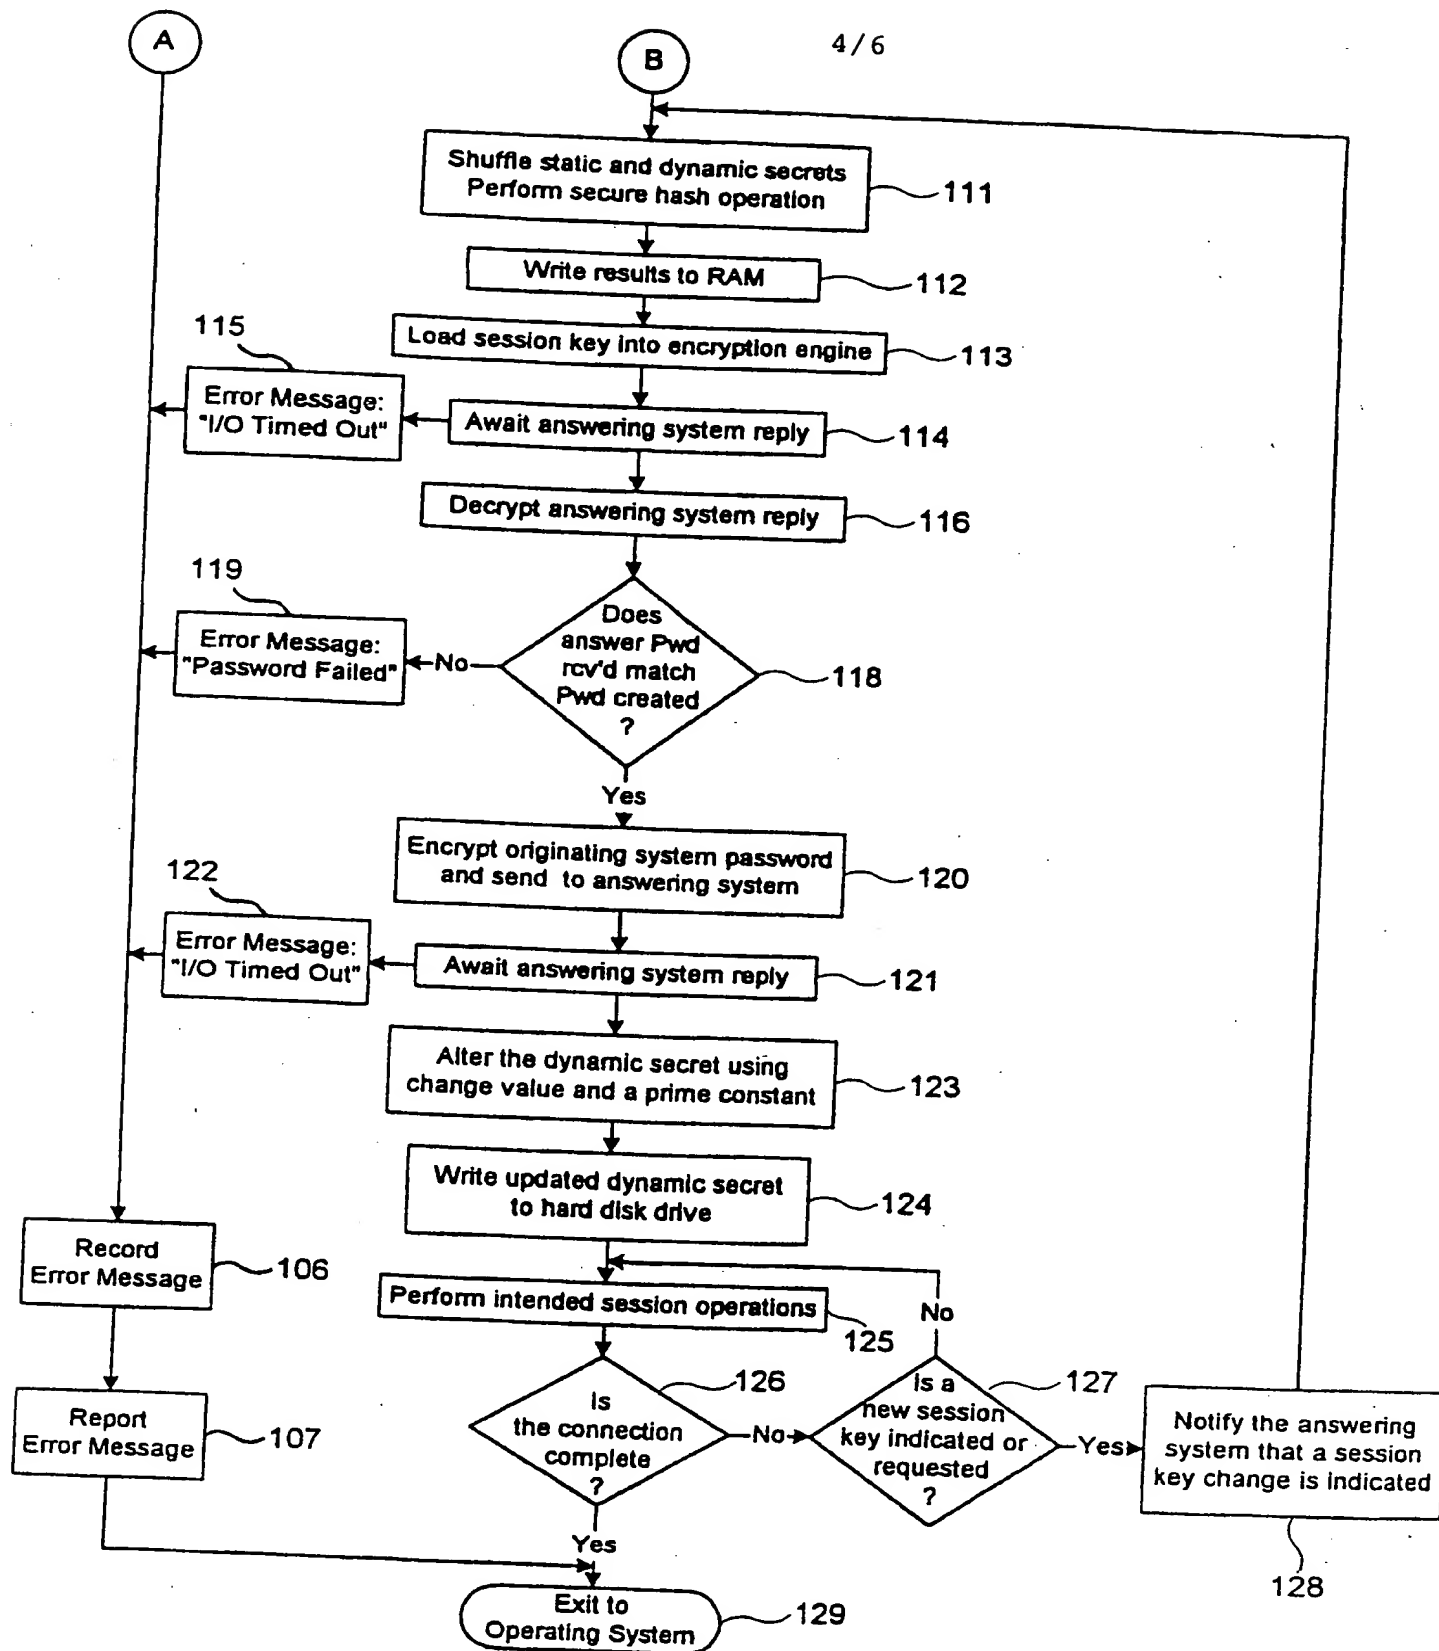 A
B
4/6
Shuffle static and dynamic secrets
Perform secure hash operation
111
Write results to RAM
112
Load session key into encryption engine
113
115
Error Message:
"I/O Timed Out"
Await answering system reply
114
Decrypt answering system reply
116
119
Error Message:
"Password Failed"
No
Does
answer Pwd
rcv'd match
Pwd created
?
118
Yes
Encrypt originating system password
and send to answering system
120
122
Error Message:
"I/O Timed Out"
Await answering system reply
121
Alter the dynamic secret using
change value and a prime constant
123
Write updated dynamic secret
to hard disk drive
124
Record
Error Message
106
Perform intended session operations
125
No
Report
Error Message
107
Is
the connection
complete
?
126
No
Is a
new session
key indicated or
requested
?
127
Yes
Notify the answering
system that a session
key change is indicated
128
Yes
Exit to
Operating System
129